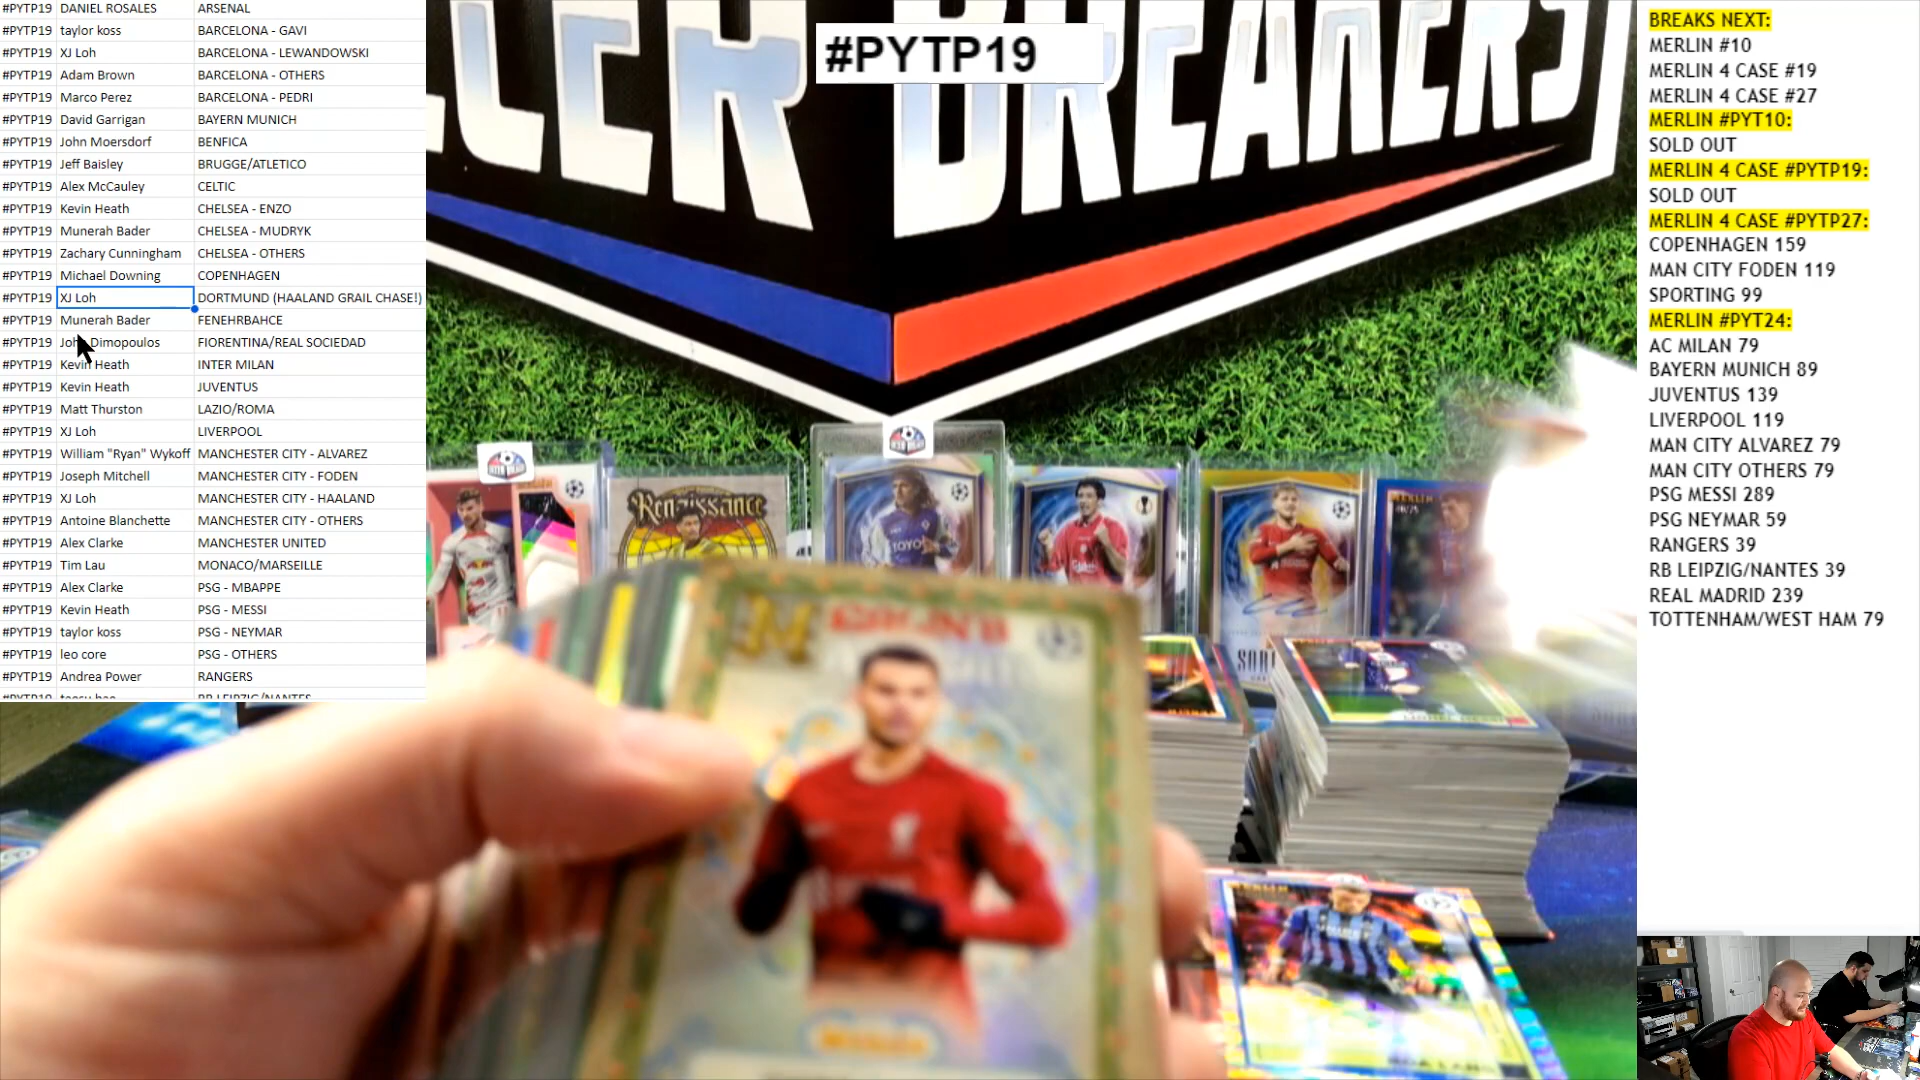 #PYTP19 DANIEL ROSALES ARSENAL
#PYTP19 taylor koss BARCELONA - GAVI
#PYTP19 XJ Loh BARCELONA - LEWANDOWSKI
#PYTP19 Adam Brown BARCELONA - OTHERS
#PYTP19 Marco Perez BARCELONA - PEDRI
#PYTP19 David Garrigan BAYERN MUNICH
#PYTP19 John Moersdorf BENFICA
#PYTP19 Jeff Baisley BRUGGE/ATLETICO
#PYTP19 Alex McCauley CELTIC
#PYTP19 Kevin Heath CHELSEA - ENZO
#PYTP19 Munerah Bader CHELSEA - MUDRYK
#PYTP19 Zachary Cunningham CHELSEA - OTHERS
#PYTP19 Michael Downing COPENHAGEN
#PYTP19 XJ Loh DORTMUND (HAALAND GRAIL CHASE!)
#PYTP19 Munerah Bader FENEHRBAHCE
#PYTP19 John Dimopoulos FIORENTINA/REAL SOCIEDAD
#PYTP19 Kevin Heath INTER MILAN
#PYTP19 Kevin Heath JUVENTUS
#PYTP19 Matt Thurston LAZIO/ROMA
#PYTP19 XJ Loh LIVERPOOL
#PYTP19 William "Ryan" Wykoff MANCHESTER CITY - ALVAREZ
#PYTP19 Joseph Mitchell MANCHESTER CITY - FODEN
#PYTP19 XJ Loh MANCHESTER CITY - HAALAND
#PYTP19 Antoine Blanchette MANCHESTER CITY - OTHERS
#PYTP19 Alex Clarke MANCHESTER UNITED
#PYTP19 Tim Lau MONACO/MARSEILLE
#PYTP19 Alex Clarke PSG - MBAPPE
#PYTP19 Kevin Heath PSG - MESSI
#PYTP19 taylor koss PSG - NEYMAR
#PYTP19 leo core PSG - OTHERS
#PYTP19 Andrea Power RANGERS
#PYTP19 RB LEIPZIG/NANTES
#PYTP19
BREAKERS
Renaissance
TOYO
MERLIN
BREAKS NEXT:
MERLIN #10
MERLIN 4 CASE #19
MERLIN 4 CASE #27
MERLIN #PYT10:
SOLD OUT
MERLIN 4 CASE #PYTP19:
SOLD OUT
MERLIN 4 CASE #PYTP27:
COPENHAGEN 159
MAN CITY FODEN 119
SPORTING 99
MERLIN #PYT24:
AC MILAN 79
BAYERN MUNICH 89
JUVENTUS 139
LIVERPOOL 119
MAN CITY ALVAREZ 79
MAN CITY OTHERS 79
PSG MESSI 289
PSG NEYMAR 59
RANGERS 39
RB LEIPZIG/NANTES 39
REAL MADRID 239
TOTTENHAM/WEST HAM 79